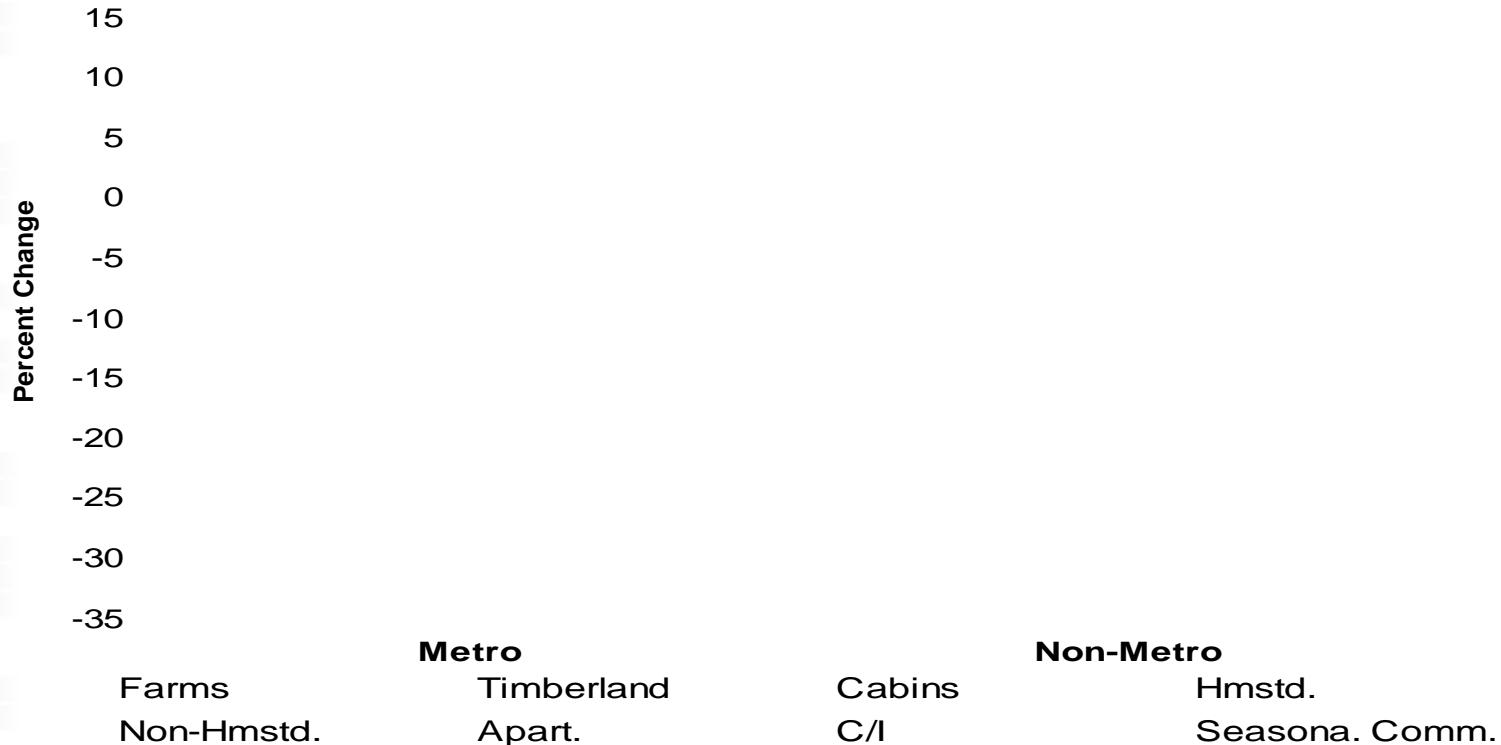 15
10
5
0
-5
-10
-15
-20
-25
-30
-35
Percent Change
Metro Non-Metro
Farms Timberland Cabins Hmstd.
Non-Hmstd. Apart. C/I Seasona. Comm.